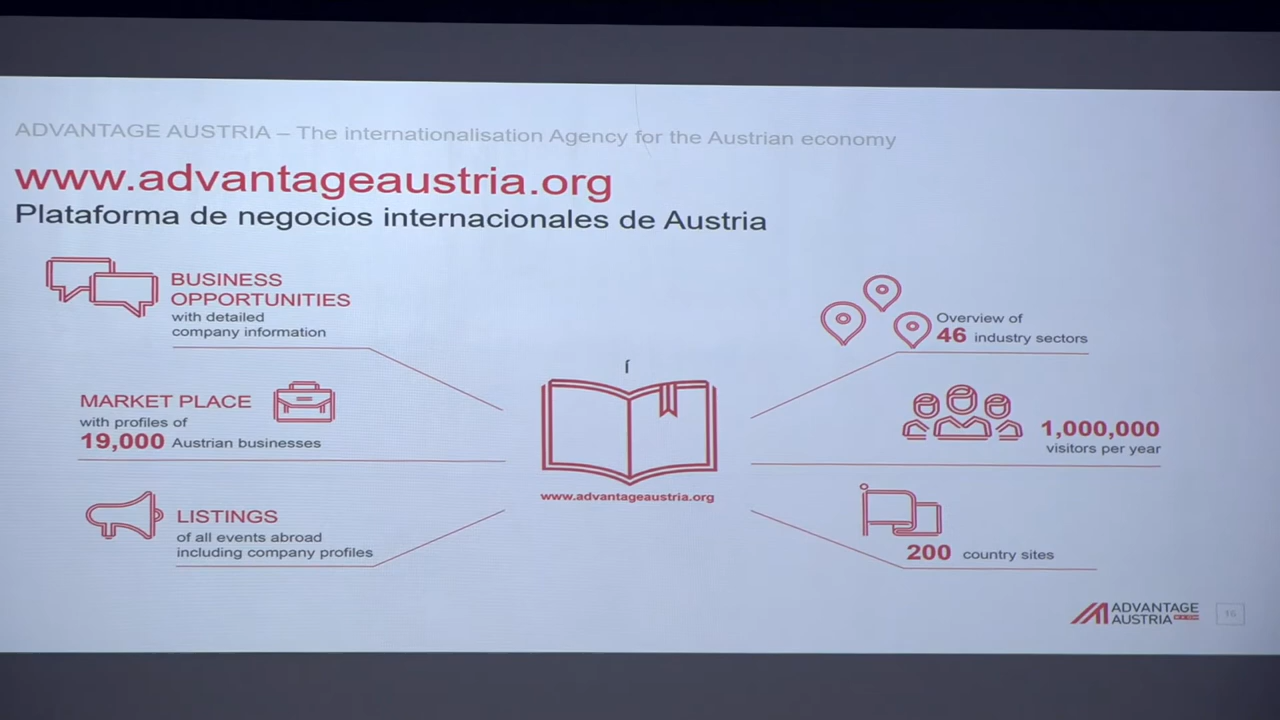 ADVANTAGE AUSTRIA – The internationalisation Agency for the Austrian economy
www.advantageaustria.org
Plataforma de negocios internacionales de Austria
BUSINESS
OPPORTUNITIES
with detailed
company information
MARKET PLACE
with profiles of
19,000 Austrian businesses
LISTINGS
of all events abroad
including company profiles
www.advantageaustria.org
Overview of
46 industry sectors
1,000,000
visitors per year
200 country sites
ADVANTAGE
AUSTRIA
16